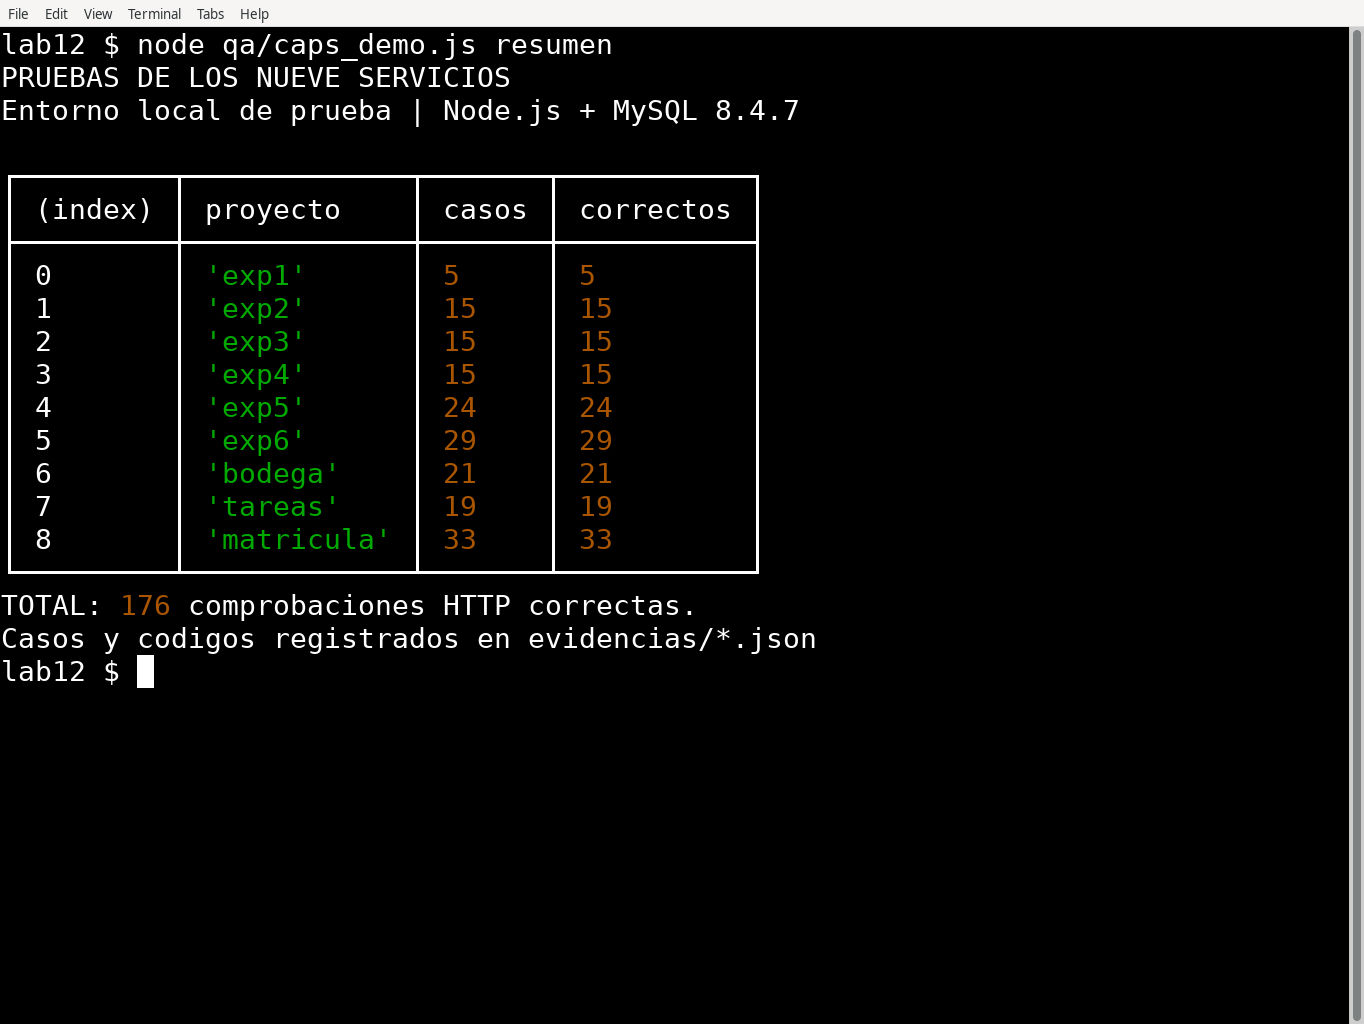 File Edit View Terminal Tabs Help
lab12 $ node qa/caps_demo.js resumen
PRUEBAS DE LOS NUEVE SERVICIOS
Entorno local de prueba | Node.js + MySQL 8.4.7
(index) proyecto casos correctos
0 'exp1' 5 5
1 'exp2' 15 15
2 'exp3' 15 15
3 'exp4' 15 15
4 'exp5' 24 24
5 'exp6' 29 29
6 'bodega' 21 21
7 'tareas' 19 19
8 'matricula' 33 33
TOTAL: 176 comprobaciones HTTP correctas.
Casos y codigos registrados en evidencias/*.json
lab12 $